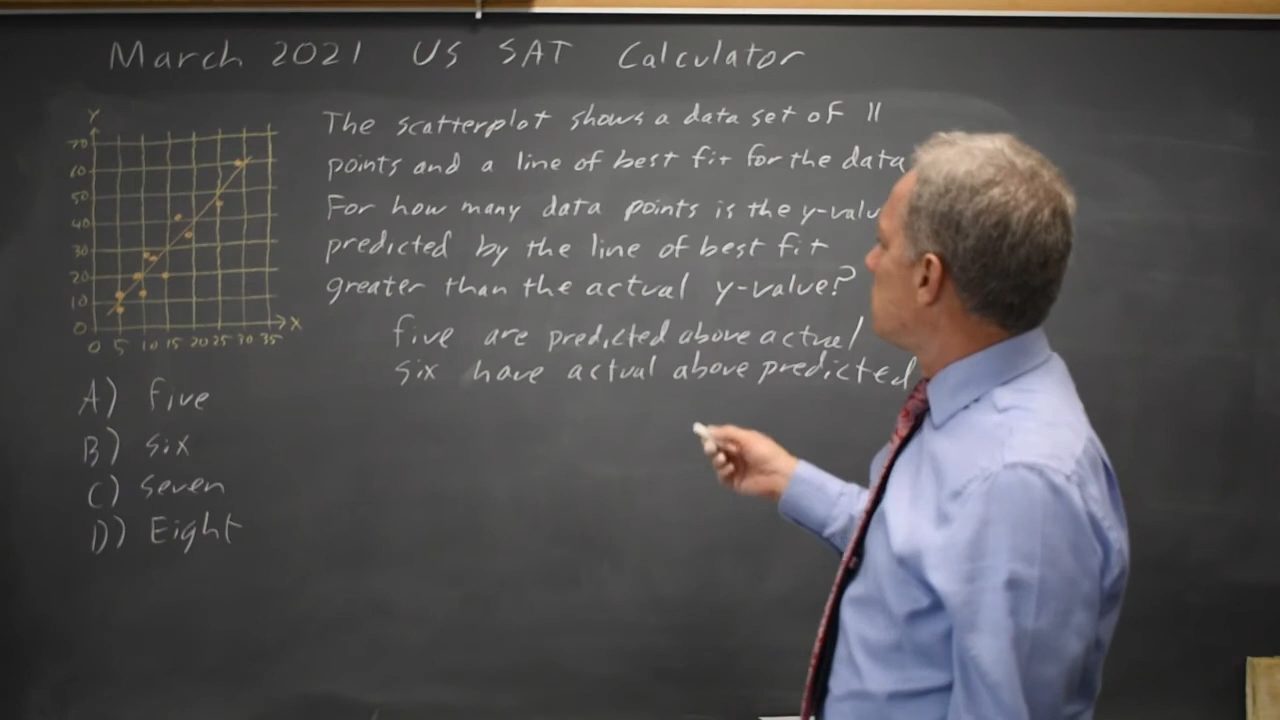 March 2021 US SAT Calculator
Y
70
60
50
40
30
20
10
0
X
0 5 10 15 20 25 30 35
The scatterplot shows a data set of 11
points and a line of best fit for the data
For how many data points is the y-valu
predicted by the line of best fit
greater than the actual y-value?
five are predicted above actual
six have actual above predicted
A) five
B) six
C) seven
D) Eight